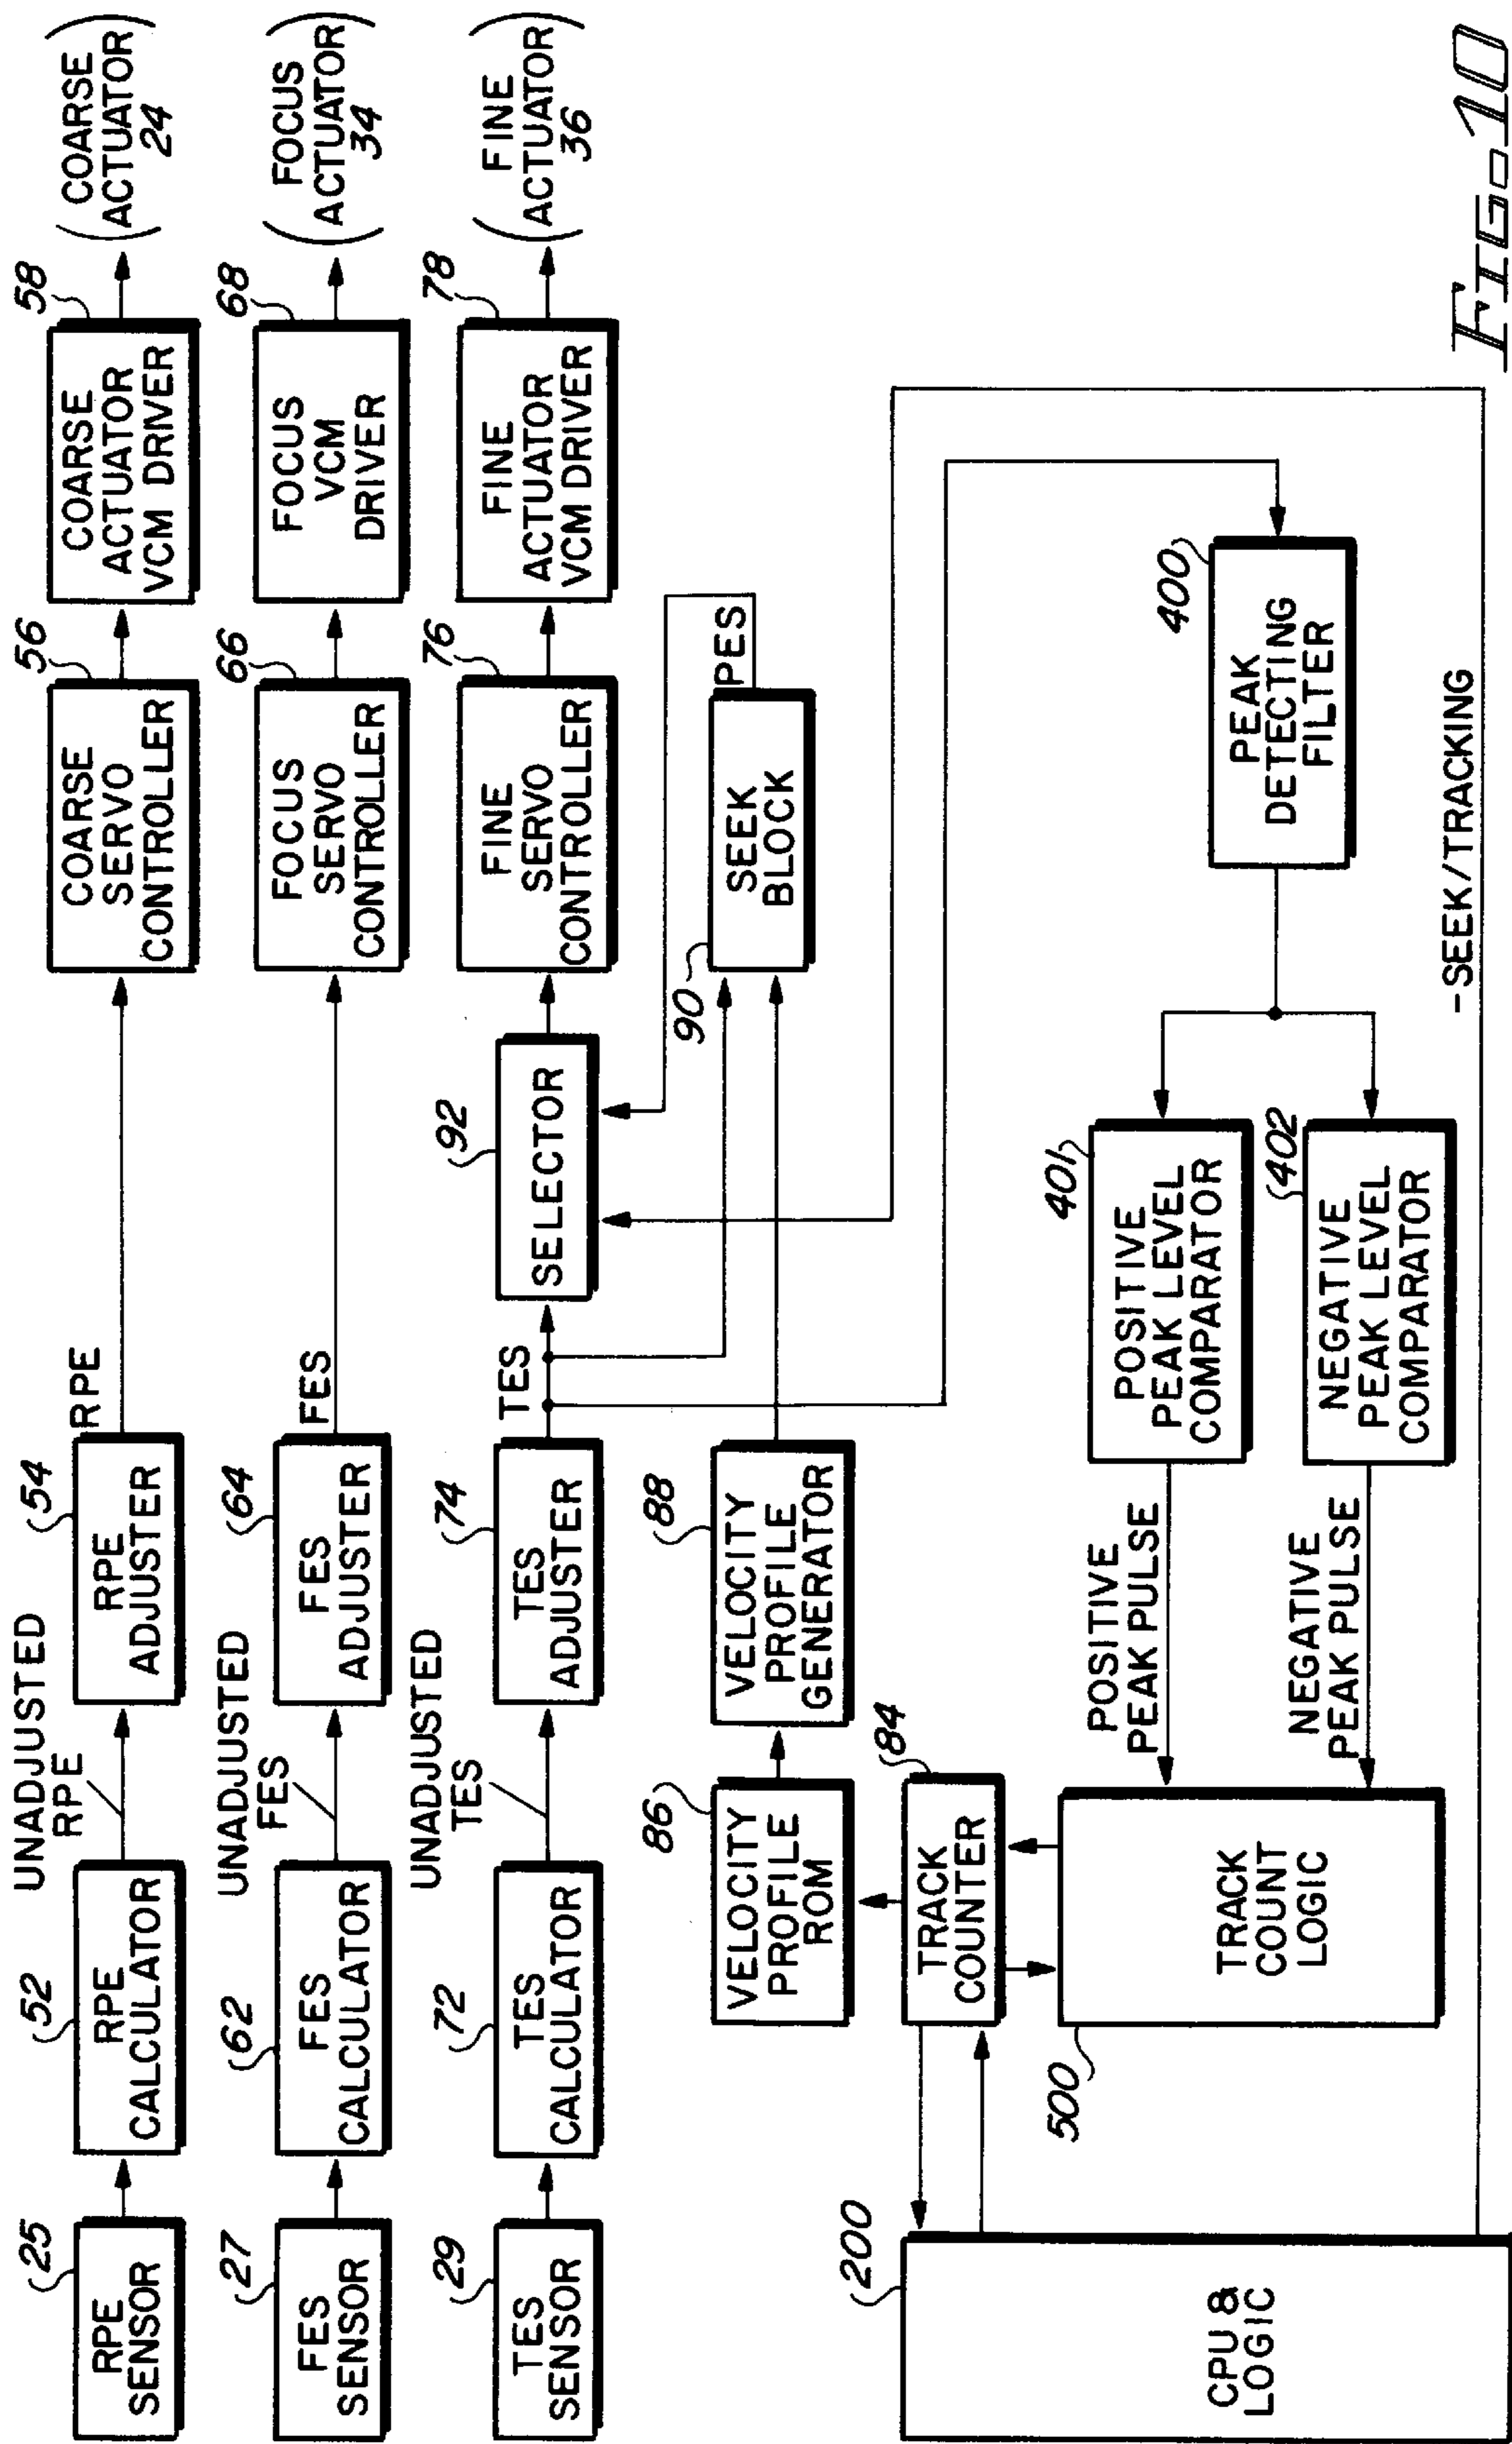 25
RPE
SENSOR
52
RPE
CALCULATOR
UNADJUSTED
RPE
54
RPE
ADJUSTER
RPE
56
COARSE
SERVO
CONTROLLER
58
COARSE
ACTUATOR
VCM DRIVER
(COARSE
ACTUATOR)
24
27
FES
SENSOR
62
FES
CALCULATOR
UNADJUSTED
FES
64
FES
ADJUSTER
FES
66
FOCUS
SERVO
CONTROLLER
68
FOCUS
VCM
DRIVER
(FOCUS
ACTUATOR)
34
29
TES
SENSOR
72
TES
CALCULATOR
UNADJUSTED
TES
74
TES
ADJUSTER
TES
92
SELECTOR
76
FINE
SERVO
CONTROLLER
78
FINE
ACTUATOR
VCM DRIVER
(FINE
ACTUATOR)
36
86
VELOCITY
PROFILE
ROM
88
VELOCITY
PROFILE
GENERATOR
90
SEEK
BLOCK
PES
84
TRACK
COUNTER
200
CPU &
LOGIC
500
TRACK
COUNT
LOGIC
POSITIVE
PEAK PULSE
NEGATIVE
PEAK PULSE
401
POSITIVE
PEAK LEVEL
COMPARATOR
402
NEGATIVE
PEAK LEVEL
COMPARATOR
400
PEAK
DETECTING
FILTER
-SEEK/TRACKING
Fig-10